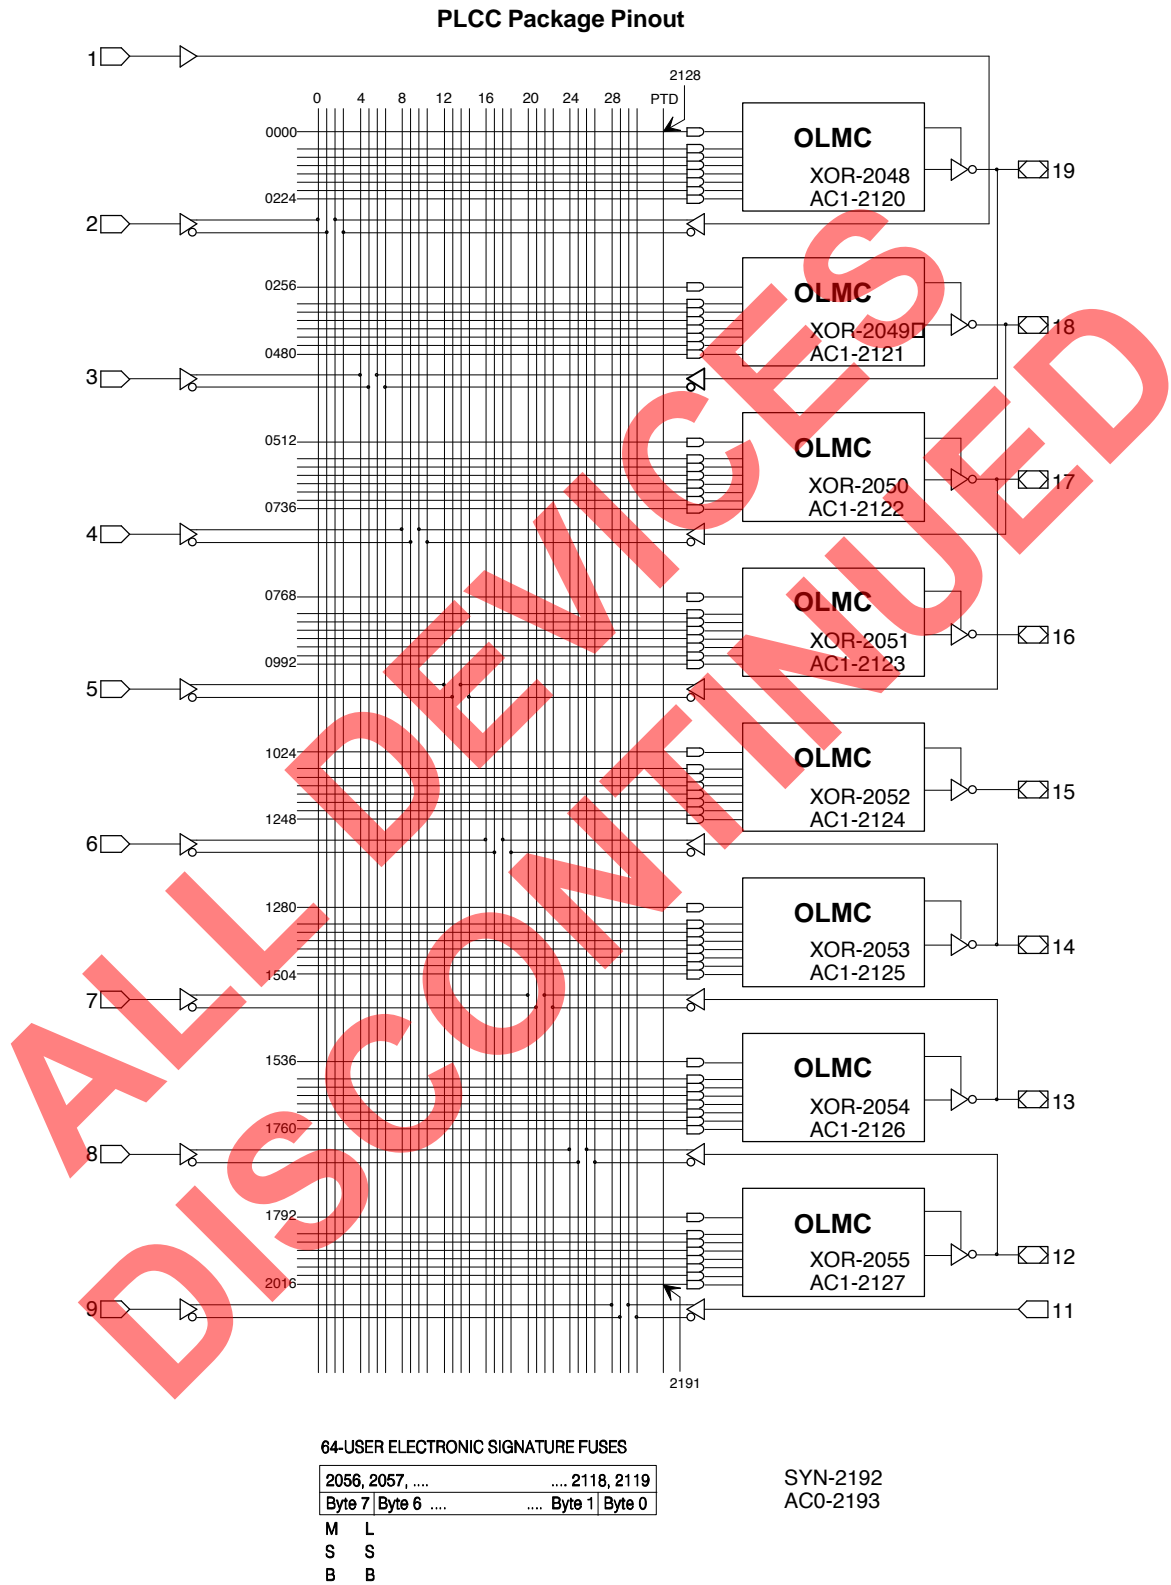 PLCC Package Pinout
1
2128
0 4 8 12 16 20 24 28 PTD
0000
OLMC
XOR-2048
AC1-2120
19
0224
2
0256
OLMC
XOR-2049
AC1-2121
18
0480
3
0512
OLMC
XOR-2050
AC1-2122
17
0736
4
0768
OLMC
XOR-2051
AC1-2123
16
0992
5
1024
OLMC
XOR-2052
AC1-2124
15
1248
6
1280
OLMC
XOR-2053
AC1-2125
14
1504
7
1536
OLMC
XOR-2054
AC1-2126
13
1760
8
1792
OLMC
XOR-2055
AC1-2127
12
2016
9
11
2191
ALL DEVICES
DISCONTINUED
64-USER ELECTRONIC SIGNATURE FUSES
2056, 2057, .... .... 2118, 2119
Byte 7 Byte 6 .... .... Byte 1 Byte 0
M L
S S
B B
SYN-2192
AC0-2193